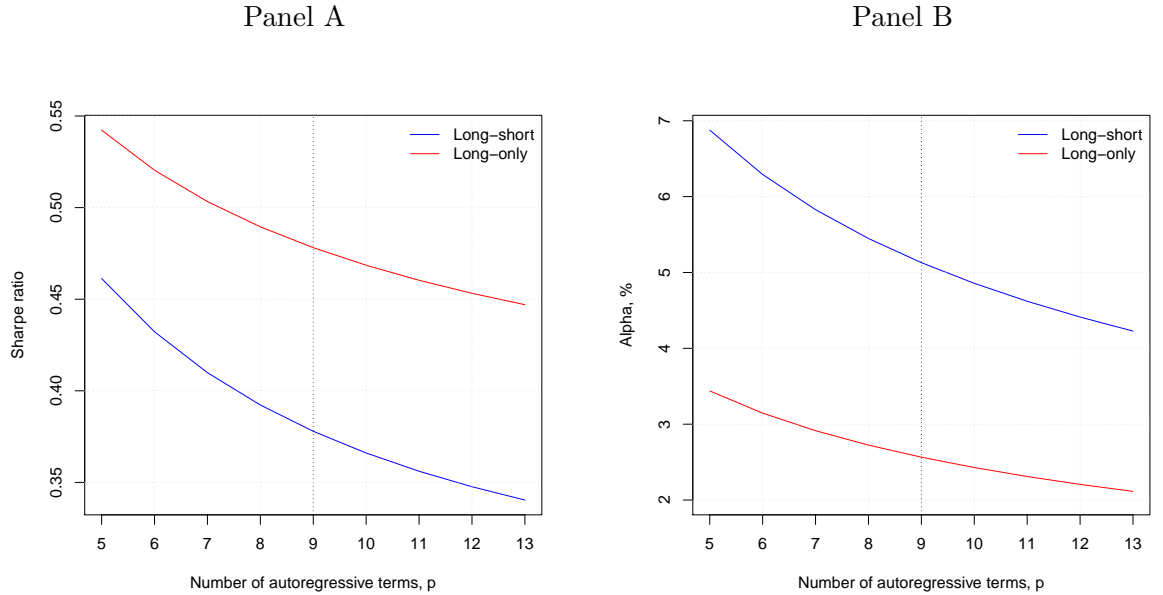 Panel A
Long−short
Long−only
Sharpe ratio
0.55
0.50
0.45
0.40
0.35
5 6 7 8 9 10 11 12 13
Number of autoregressive terms, p
Panel B
Long−short
Long−only
Alpha, %
7
6
5
4
3
2
5 6 7 8 9 10 11 12 13
Number of autoregressive terms, p